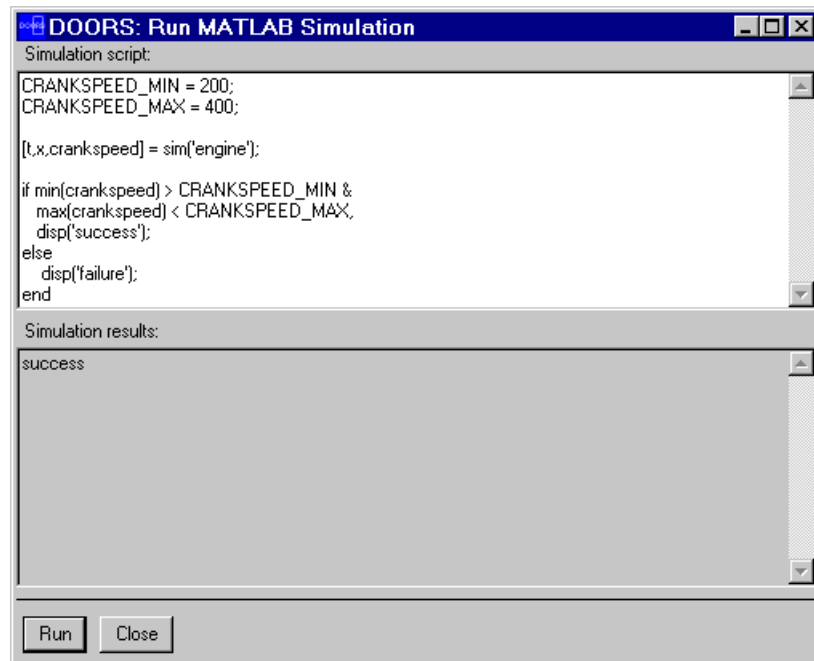 DOORS: Run MATLAB Simulation
Simulation script:
CRANKSPEED_MIN = 200;
CRANKSPEED_MAX = 400;
[t,x,crankspeed] = sim('engine');
if min(crankspeed) > CRANKSPEED_MIN &
max(crankspeed) < CRANKSPEED_MAX,
disp('success');
else
disp('failure');
end
Simulation results:
success
Run Close